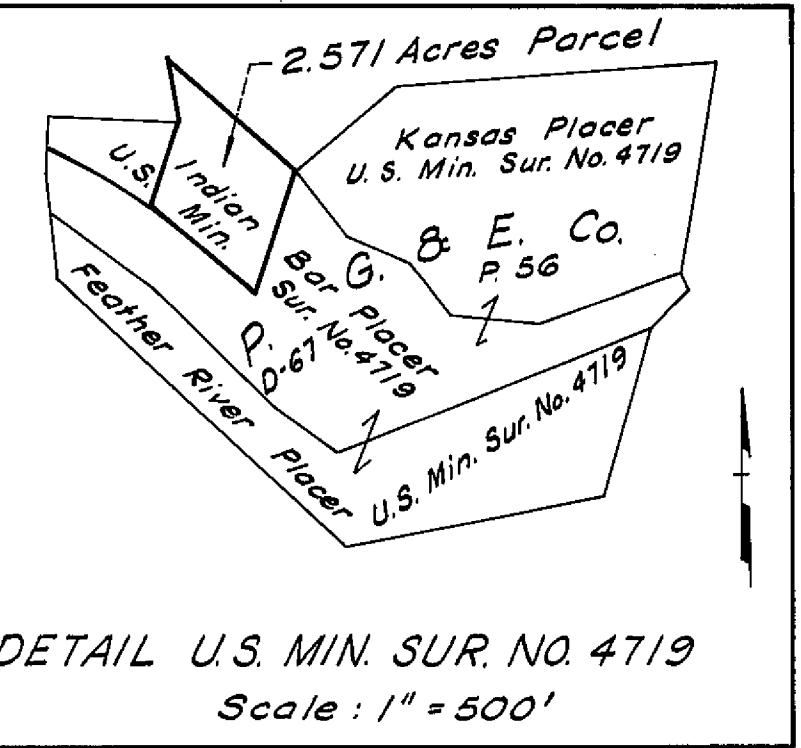 2.571 Acres Parcel
Kansas Placer
U. S. Min. Sur. No. 4719
U.S. Indian Bar Placer
Min. Sur. No. 4719
P. G. & E. Co.
P. 56
D-67
Feather River Placer
U.S. Min. Sur. No. 4719
DETAIL U.S. MIN. SUR. NO. 4719
Scale : 1" = 500'